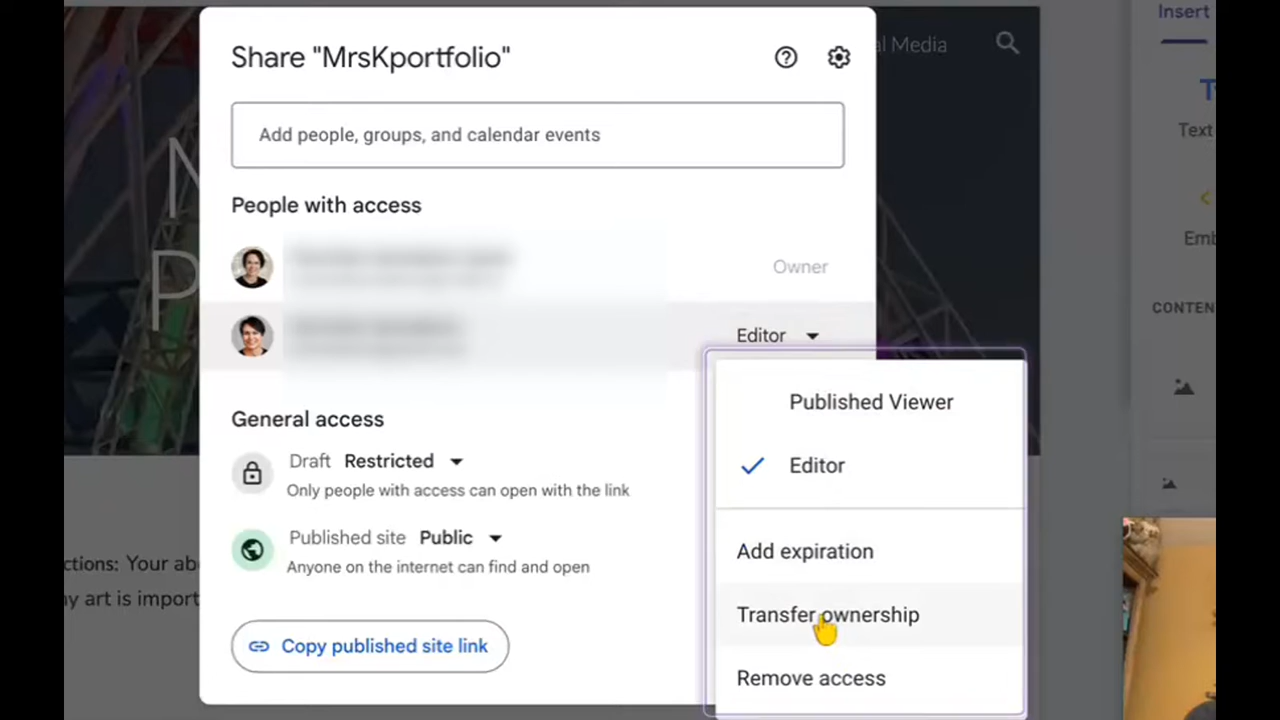 Insert
Share "MrsKportfolio"
al Media
Text
Add people, groups, and calendar events
People with access
Owner
Editor
General access
Draft Restricted
Only people with access can open with the link
Published site Public
Anyone on the internet can find and open
Copy published site link
Published Viewer
Editor
Add expiration
Transfer ownership
Remove access
Emb
CONTEN
ctions: Your ab
ny art is import